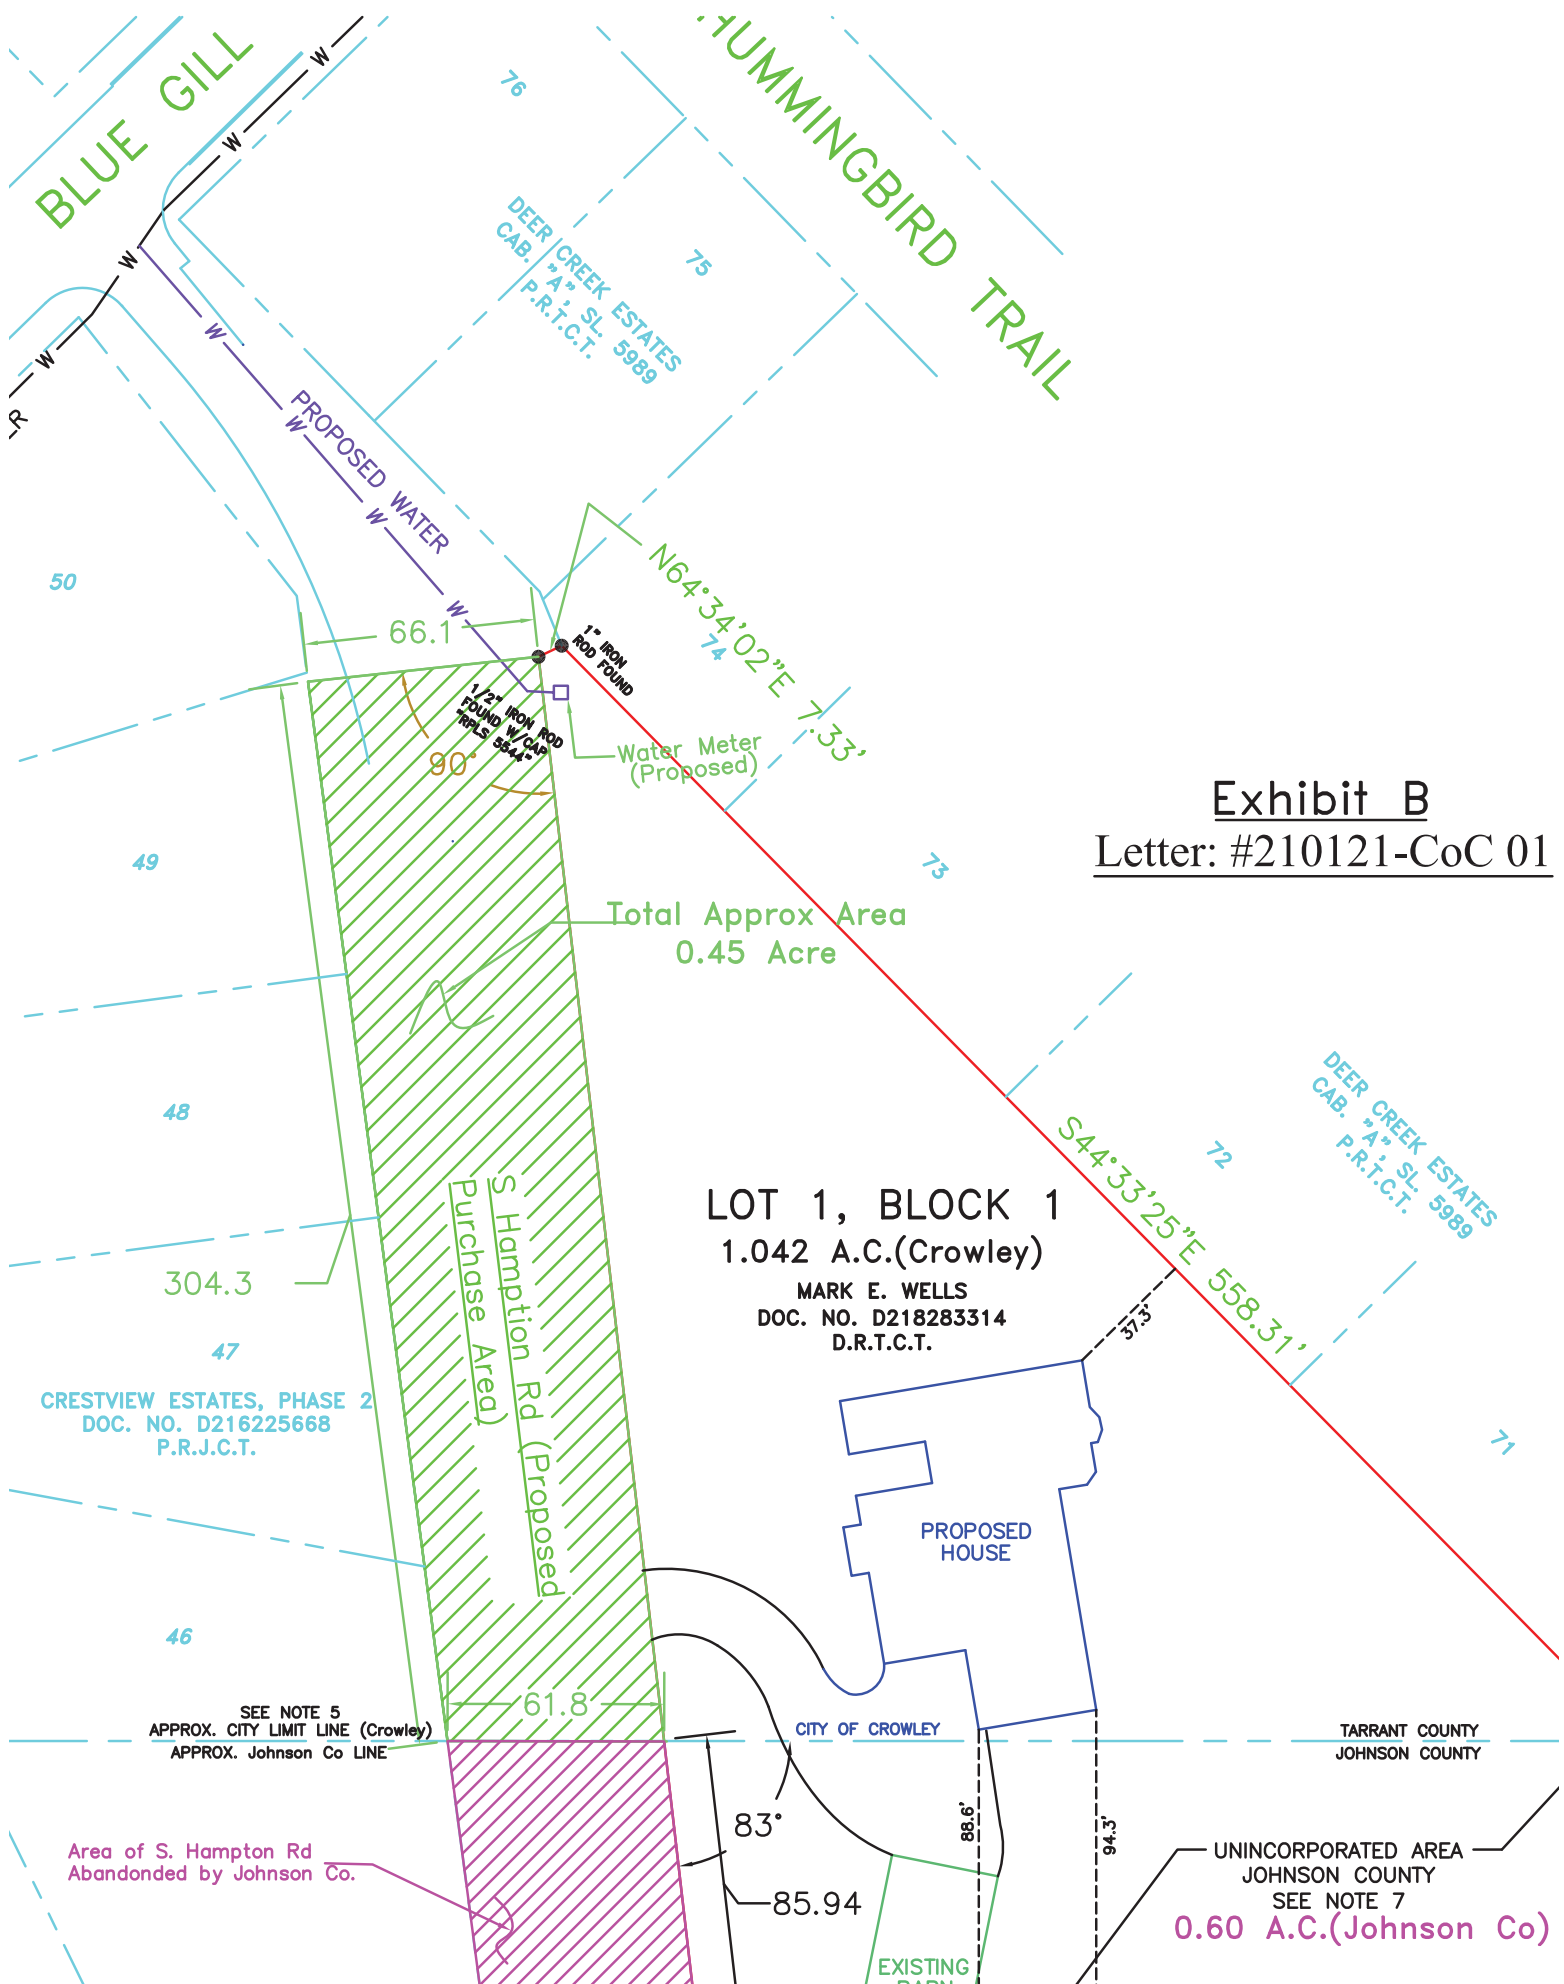 BLUE GILL
HUMMINGBIRD TRAIL
W
W
W
W
R
76
75
DEER CREEK ESTATES
CAB. "A", SL. 5989
P.R.T.C.T.
W
PROPOSED WATER
W
W
W
50
66.1
N64°34'02"E 7.33'
74
1" IRON
ROD FOUND
1/2" IRON ROD
FOUND W/CAP
"RPLS 5544"
90°
Water Meter
(Proposed)
Exhibit B
Letter: #210121-CoC 01
49
73
Total Approx Area
0.45 Acre
48
DEER CREEK ESTATES
CAB. "A", SL. 5989
P.R.T.C.T.
72
S44°33'25"E 558.31'
LOT 1, BLOCK 1
1.042 A.C.(Crowley)
MARK E. WELLS
DOC. NO. D218283314
D.R.T.C.T.
S Hamption Rd (Proposed
Purchase Area)
304.3
37.3'
47
CRESTVIEW ESTATES, PHASE 2
DOC. NO. D216225668
P.R.J.C.T.
71
PROPOSED
HOUSE
46
61.8
SEE NOTE 5
APPROX. CITY LIMIT LINE (Crowley)
APPROX. Johnson Co LINE
CITY OF CROWLEY
TARRANT COUNTY
JOHNSON COUNTY
83°
88.6'
94.3'
Area of S. Hampton Rd
Abandonded by Johnson Co.
85.94
UNINCORPORATED AREA
JOHNSON COUNTY
SEE NOTE 7
0.60 A.C.(Johnson Co)
EXISTING
BARN